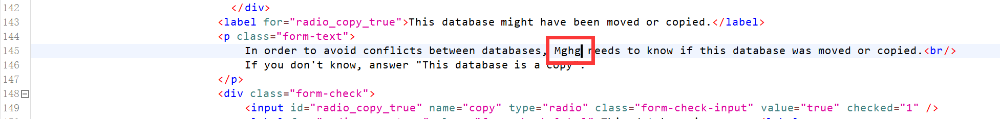 142 </div>
143 <label for="radio_copy_true">This database might have been moved or copied.</label>
144 <p class="form-text">
145 In order to avoid conflicts between databases, Mghg needs to know if this database was moved or copied.<br/>
146 If you don't know, answer "This database is a copy".
147 </p>
148 <div class="form-check">
149 <input id="radio_copy_true" name="copy" type="radio" class="form-check-input" value="true" checked="1" />